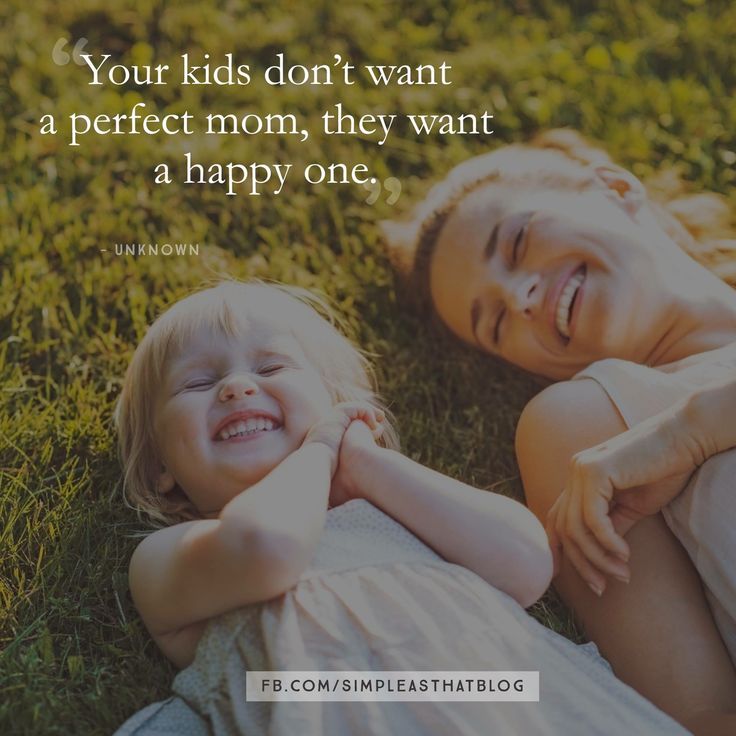 “Your kids don’t want
a perfect mom, they want
a happy one.”
- UNKNOWN
FB.COM/SIMPLEASTHATBLOG